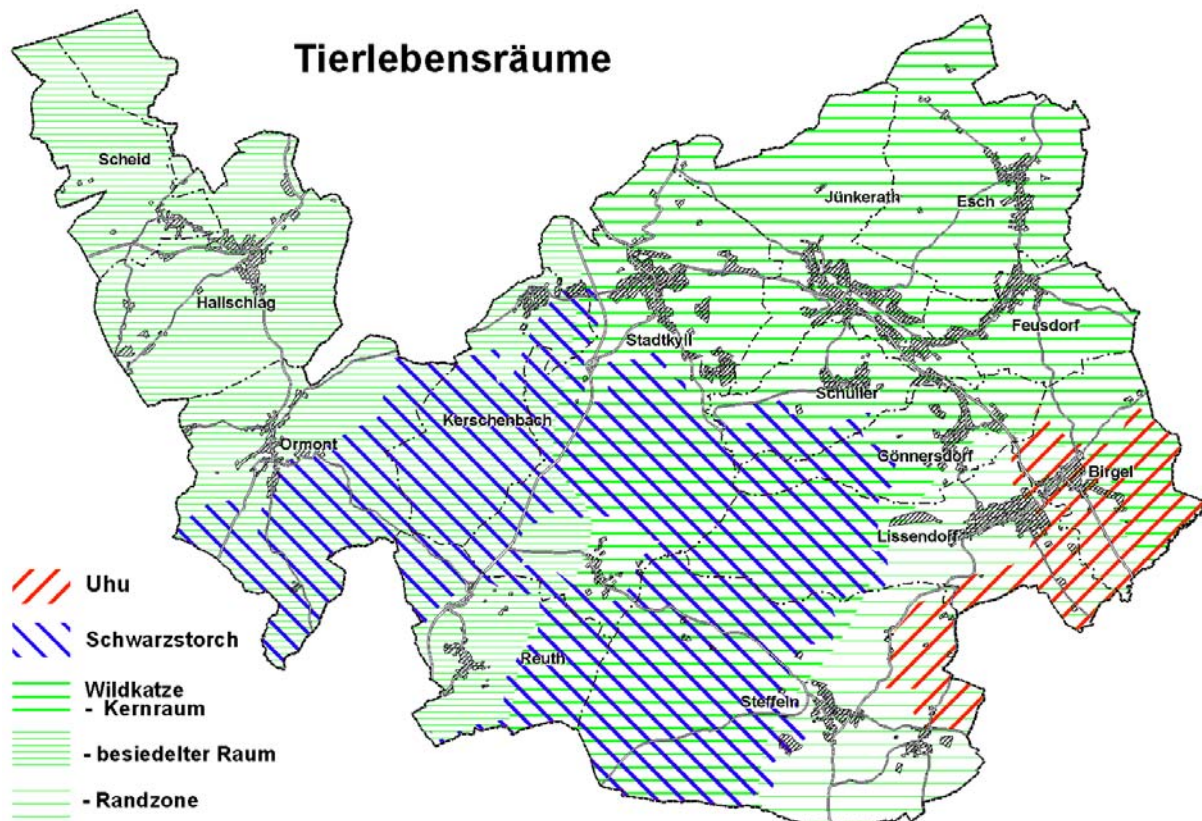 Tierlebensräume
Scheid
Jünkerath
Esch
Hallschlag
Feusdorf
Stadtkyll
Schüller
Kerschenbach
Ormont
Gönnersdorf
Birgel
Lissendorf
Uhu
Schwarzstorch
Reuth
Wildkatze
- Kernraum
Steffeln
- besiedelter Raum
- Randzone